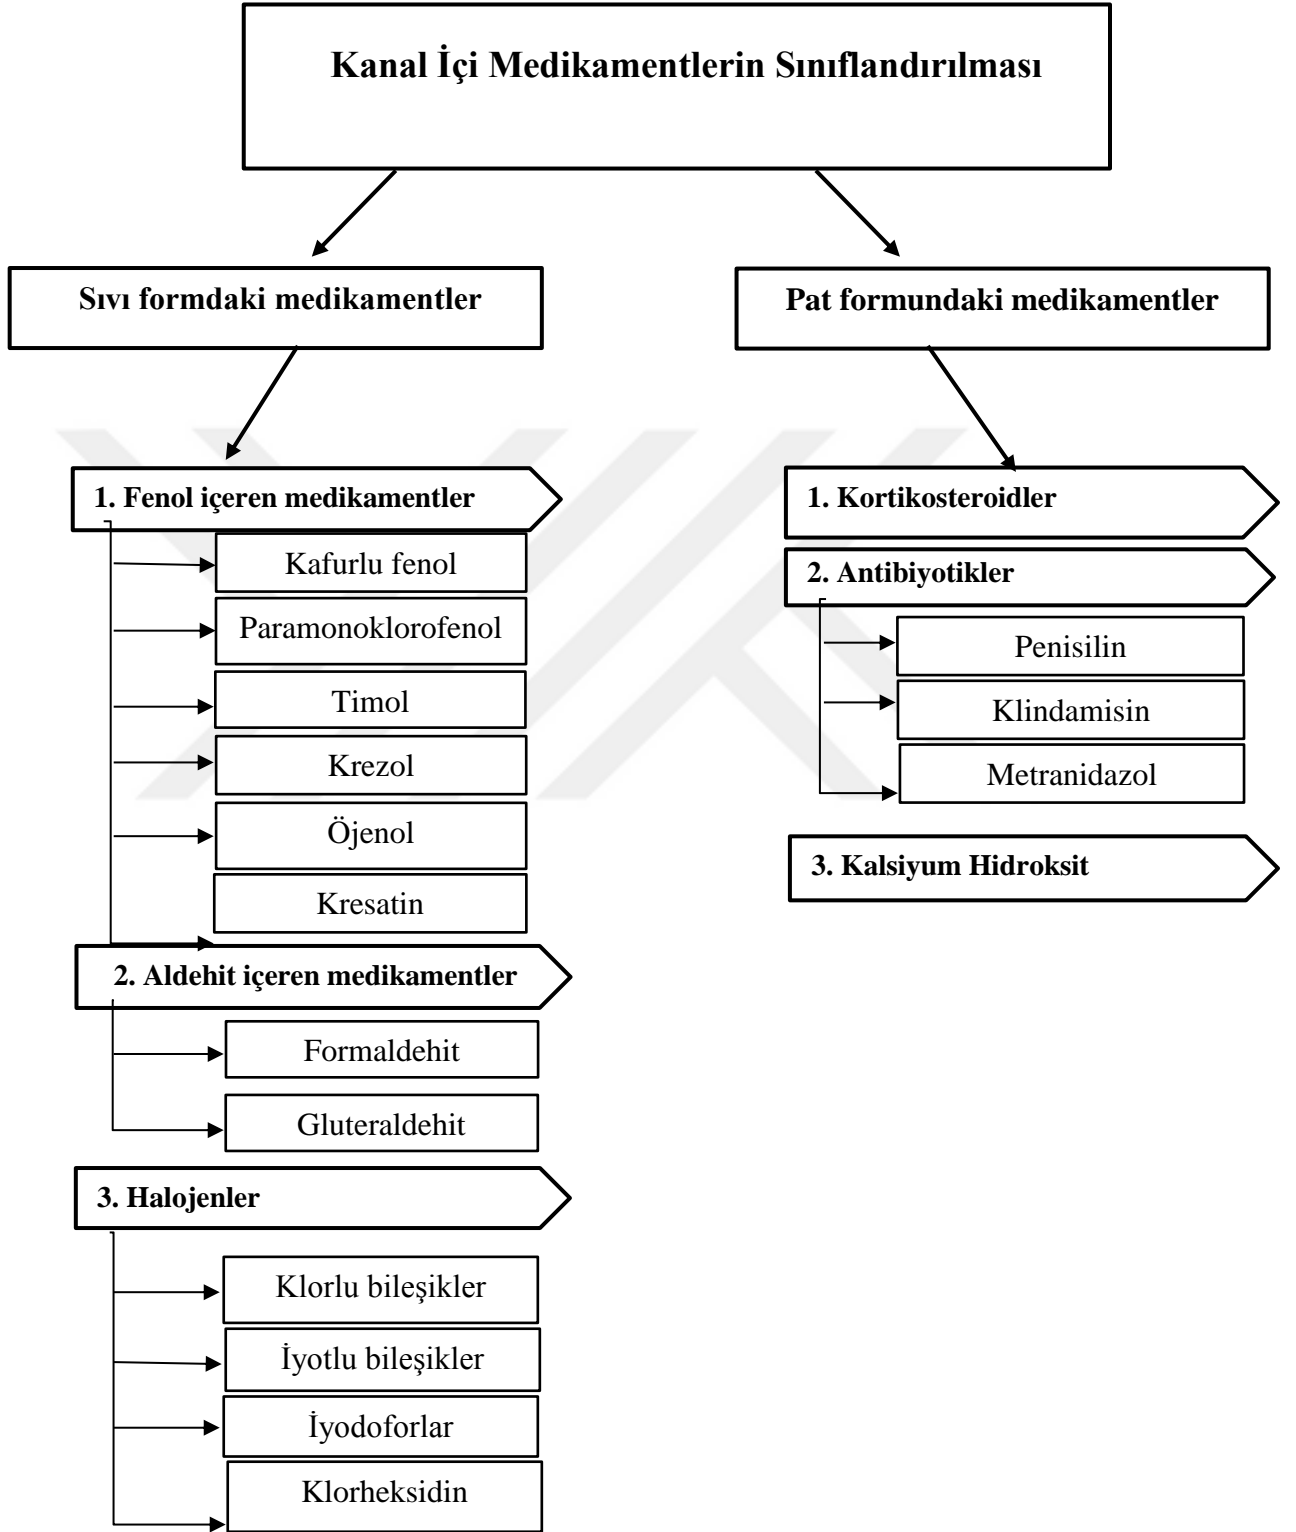 Kanal İçi Medikamentlerin Sınıflandırılması
Sıvı formdaki medikamentler
1. Fenol içeren medikamentler
Kafurlu fenol
Paramonoklorofenol
Timol
Krezol
Öjenol
Kresatin
2. Aldehit içeren medikamentler
Formaldehit
Gluteraldehit
3. Halojenler
Klorlu bileşikler
İyotlu bileşikler
İyodoforlar
Klorheksidin
Pat formundaki medikamentler
1. Kortikosteroidler
2. Antibiyotikler
Penisilin
Klindamisin
Metranidazol
3. Kalsiyum Hidroksit